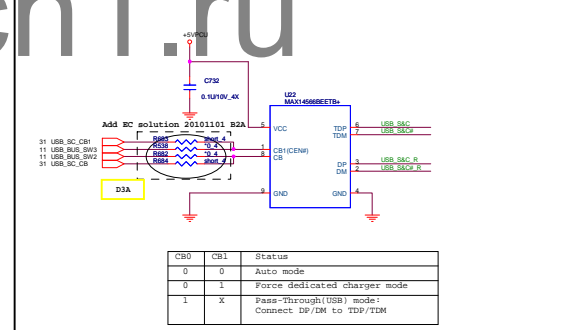 ch1.ru
+5VPCU
C732
0.1U/10V_4X
U22
MAX14566BEETB+
Add EC solution 20101101 B2A
5 VCC TDP 6 USB_S&C
TDM 7 USB_S&C#
31 USB_SC_CB1 R683 short_4
11 USB_BUS_SW3 R538 *0_4 1 CB1(CEN#)
11 USB_BUS_SW2 R682 *0_4 8 CB
31 USB_SC_CB R684 short_4
DP 3 USB_S&C_R
DM 2 USB_S&C#_R
D3A
9 GND GND 4
CB0 CB1 Status
0 0 Auto mode
0 1 Force dedicated charger mode
1 X Pass-Through(USB) mode:
Connect DP/DM to TDP/TDM